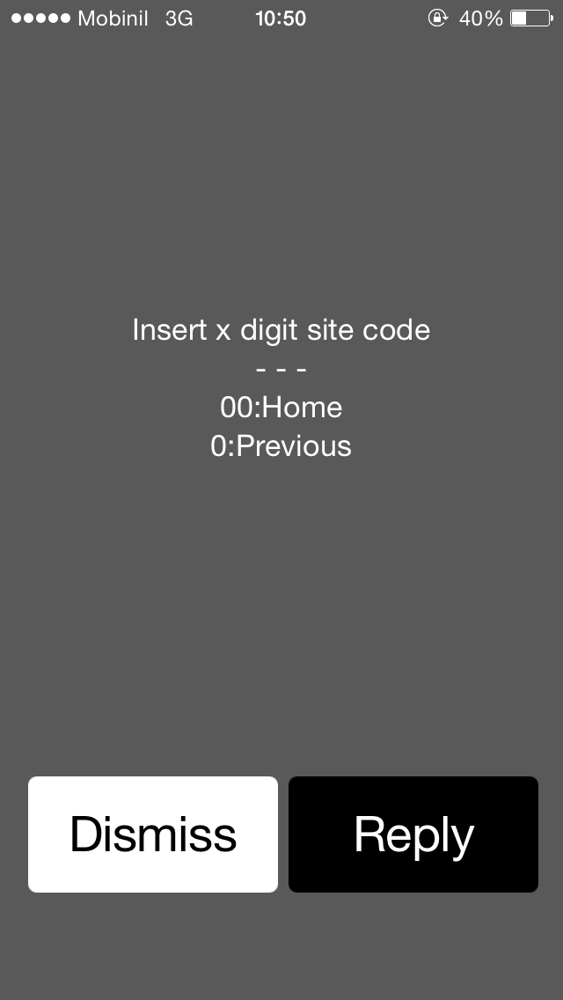 Mobinil 3G 10:50 40%
Insert x digit site code
- - -
00:Home
0:Previous
Dismiss Reply